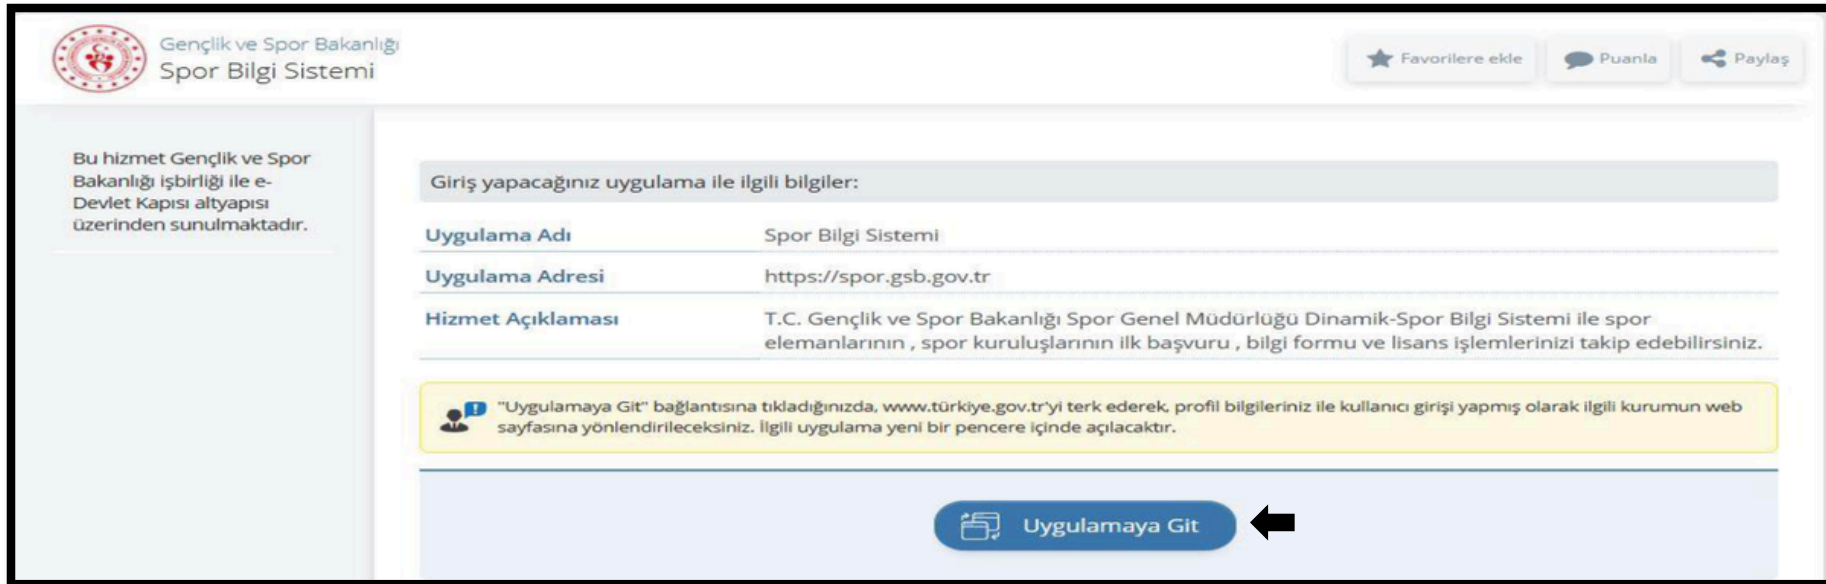 Gençlik ve Spor Bakanlığı
Spor Bilgi Sistemi
Favorilere ekle
Puanla
Paylaş
Bu hizmet Gençlik ve Spor
Bakanlığı işbirliği ile e-
Devlet Kapısı altyapısı
üzerinden sunulmaktadır.
Giriş yapacağınız uygulama ile ilgili bilgiler:
Uygulama Adı Spor Bilgi Sistemi
Uygulama Adresi https://spor.gsb.gov.tr
Hizmet Açıklaması T.C. Gençlik ve Spor Bakanlığı Spor Genel Müdürlüğü Dinamik-Spor Bilgi Sistemi ile spor
elemanlarının , spor kuruluşlarının ilk başvuru , bilgi formu ve lisans işlemlerinizi takip edebilirsiniz.
"Uygulamaya Git" bağlantısına tıkladığınızda, www.türkiye.gov.tr'yi terk ederek, profil bilgileriniz ile kullanıcı girişi yapmış olarak ilgili kurumun web
sayfasına yönlendirileceksiniz. İlgili uygulama yeni bir pencere içinde açılacaktır.
Uygulamaya Git